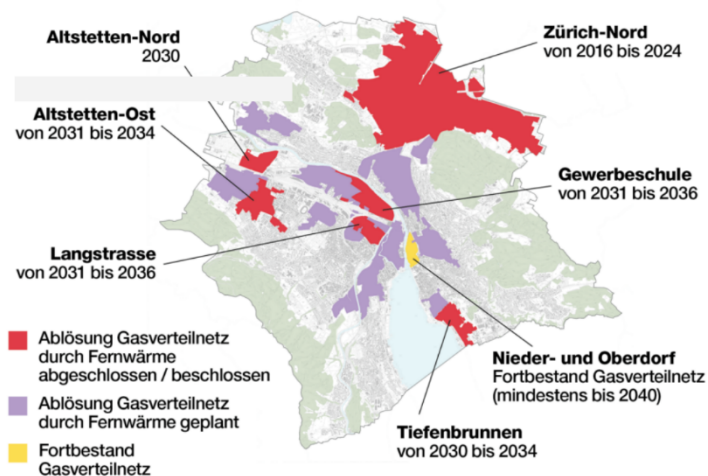 Altstetten-Nord
2030
Zürich-Nord
von 2016 bis 2024
Altstetten-Ost
von 2031 bis 2034
Gewerbeschule
von 2031 bis 2036
Langstrasse
von 2031 bis 2036
Ablösung Gasverteilnetz
durch Fernwärme
abgeschlossen / beschlossen
Ablösung Gasverteilnetz
durch Fernwärme geplant
Fortbestand
Gasverteilnetz
Nieder- und Oberdorf
Fortbestand Gasverteilnetz
(mindestens bis 2040)
Tiefenbrunnen
von 2030 bis 2034